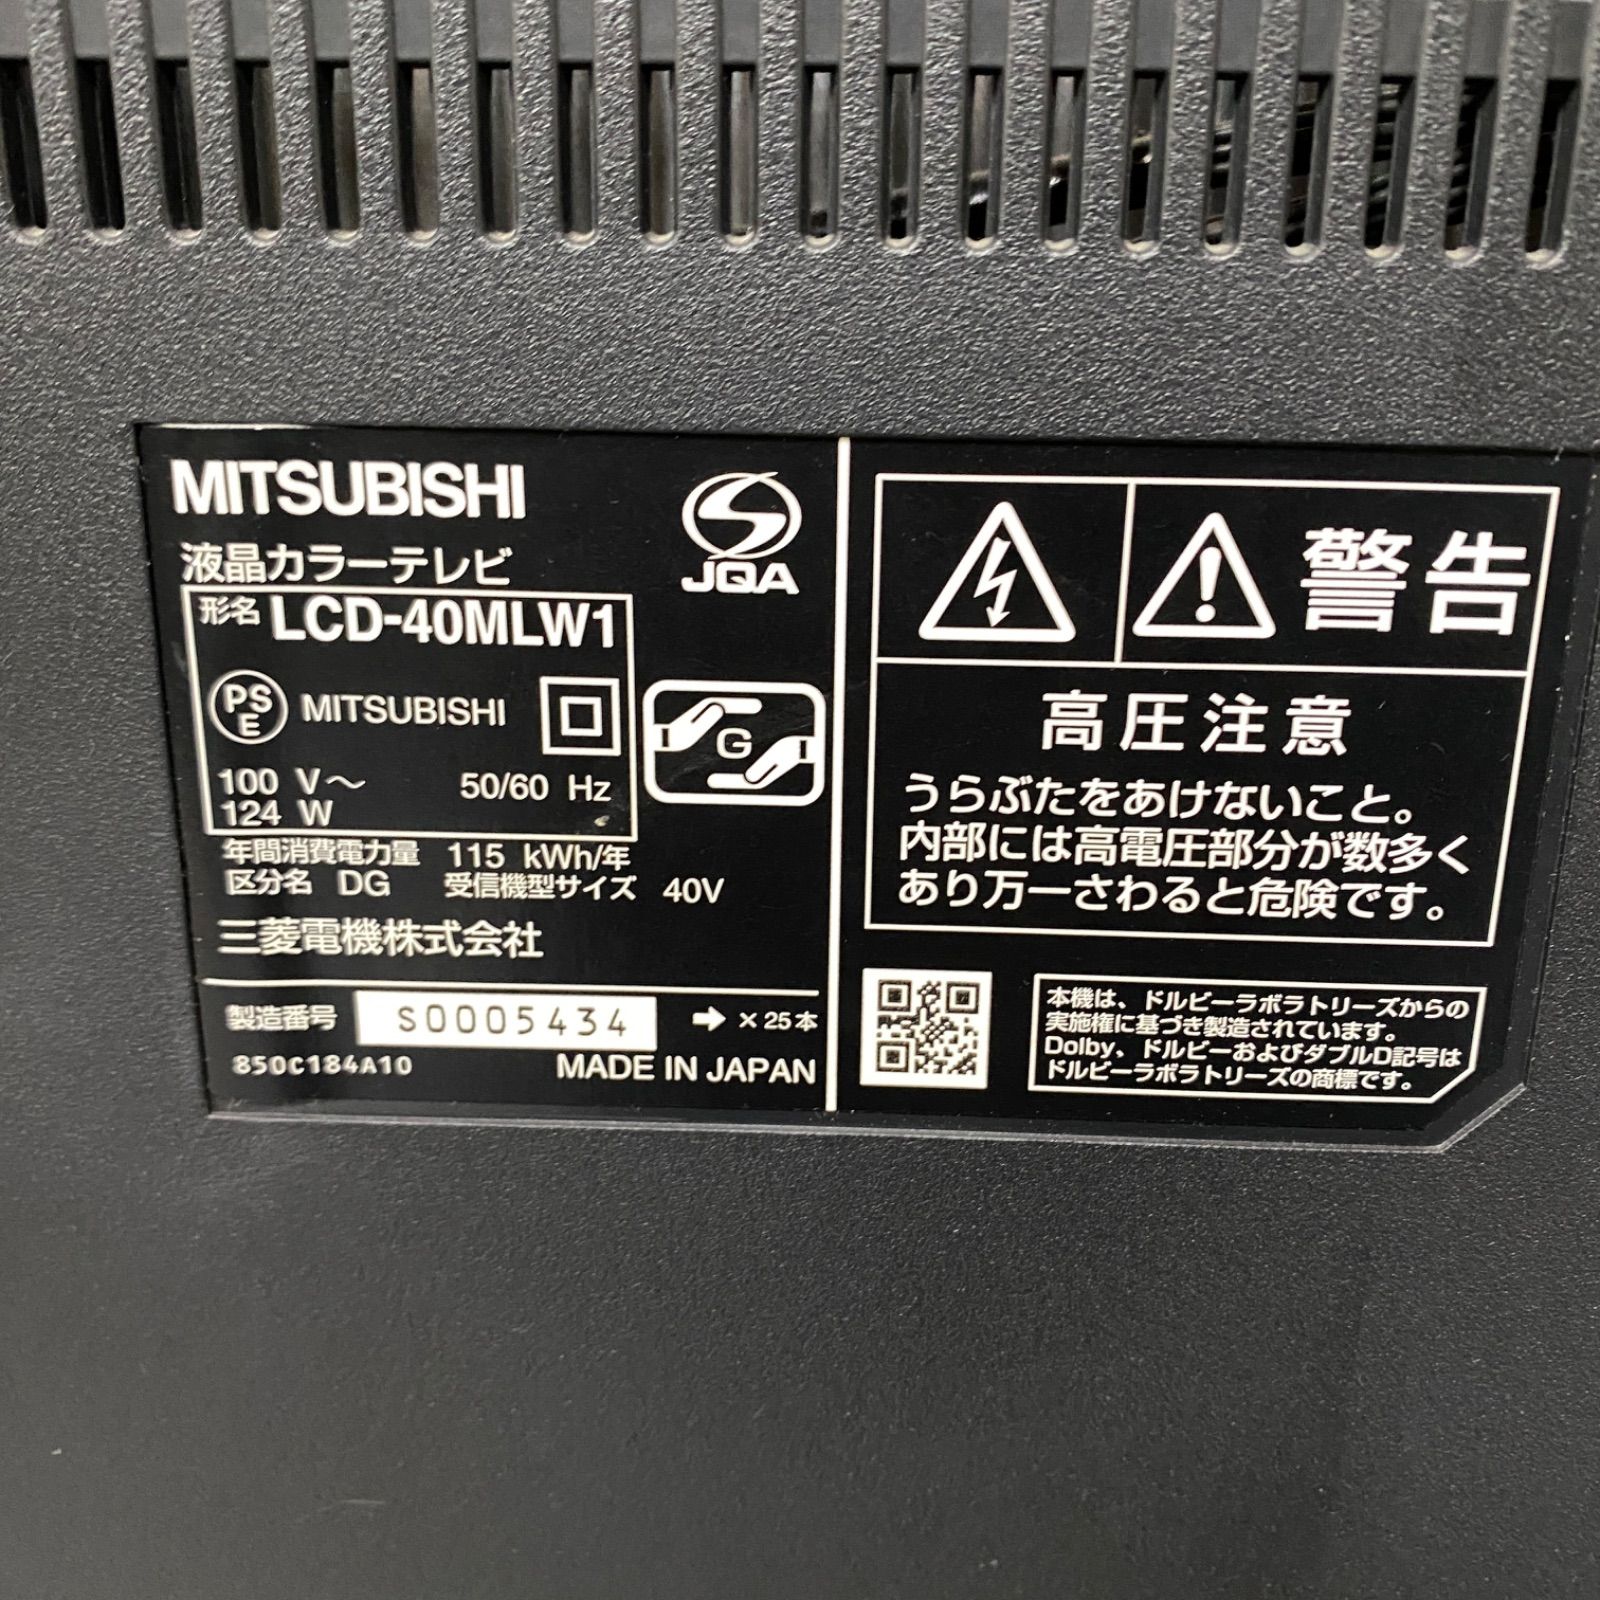 MITSUBISHI
JQA
液晶カラーテレビ
形名 LCD-40MLW1
PS
E
MITSUBISHI
G
100 V～ 50/60 Hz
124 W
年間消費電力量 115 kWh/年
区分名 DG 受信機型サイズ 40V
三菱電機株式会社
製造番号 S0005434 ➡ ×25本
850C184A10 MADE IN JAPAN
警告
高圧注意
うらぶたをあけないこと。
内部には高電圧部分が数多く
あり万一さわると危険です。
本機は、ドルビーラボラトリーズからの
実施権に基づき製造されています。
Dolby、ドルビーおよびダブルD記号は
ドルビーラボラトリーズの商標です。